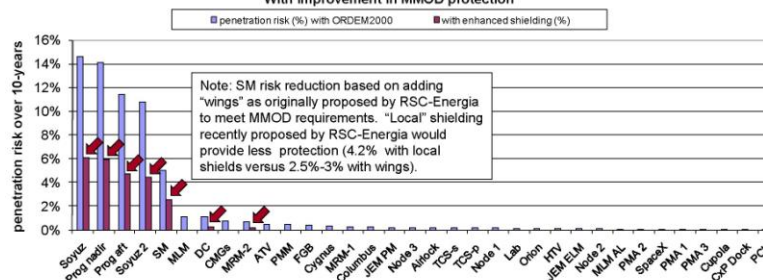 With improvement in MMOD protection
penetration risk (%) with ORDEM2000
with enhanced shielding (%)
penetration risk over 10-years
16%
14%
12%
10%
8%
6%
4%
2%
0%
Note: SM risk reduction based on adding
“wings” as originally proposed by RSC-Energia
to meet MMOD requirements. “Local” shielding
recently proposed by RSC-Energia would
provide less protection (4.2% with local
shields versus 2.5%-3% with wings).
Soyuz
Prog nadir
Prog aft
Soyuz 2
SM
MLM
DC
CMGs
MRM-2
ATV
PMM
FGB
Cygnus
MRM-1
Columbus
JEM PM
Node 3
Airlock
TCS-s
TCS-p
Node 1
Lab
Orion
HTV
JEM ELM
Node 2
MLM AL
PMA 2
SpaceX
PMA 1
PMA 3
Cupola
CxP Dock